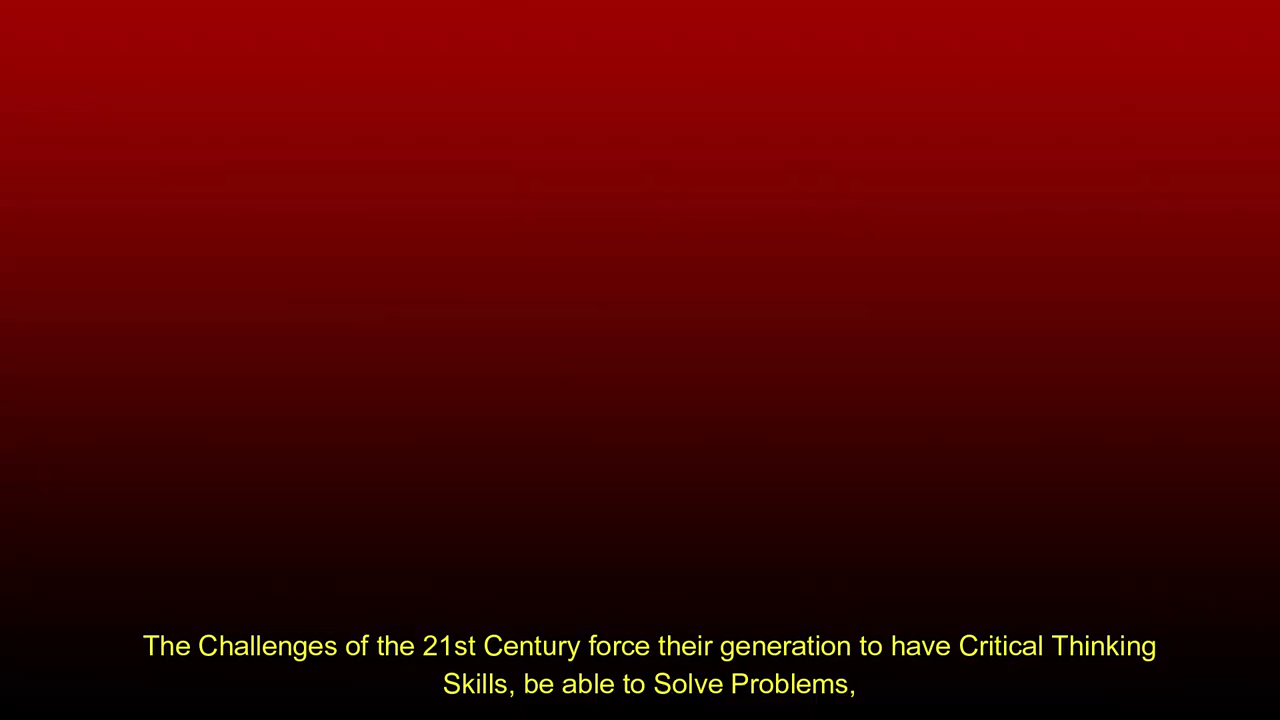 The Challenges of the 21st Century force their generation to have Critical Thinking
Skills, be able to Solve Problems,